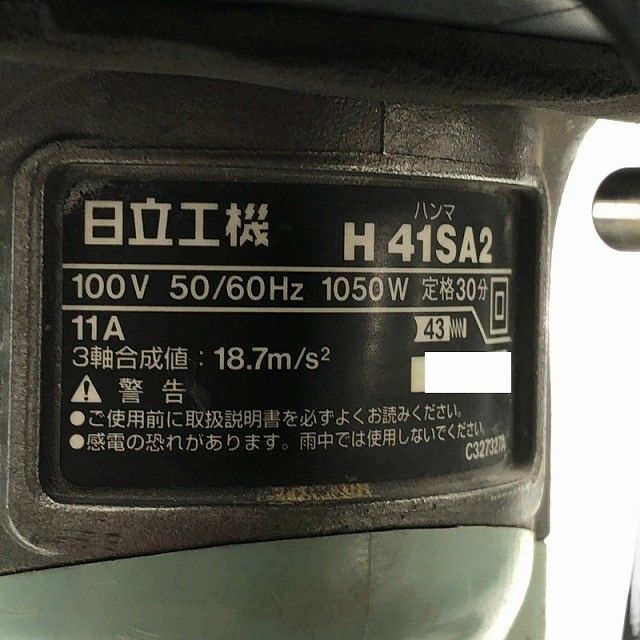 日立工機
ハンマ
H 41SA2
100V 50/60Hz 1050W 定格30分
11A
43
3軸合成値：18.7m/s²
警告
●ご使用前に取扱説明書を必ずよくお読みください。
●感電の恐れがあります。雨中では使用しないでください。